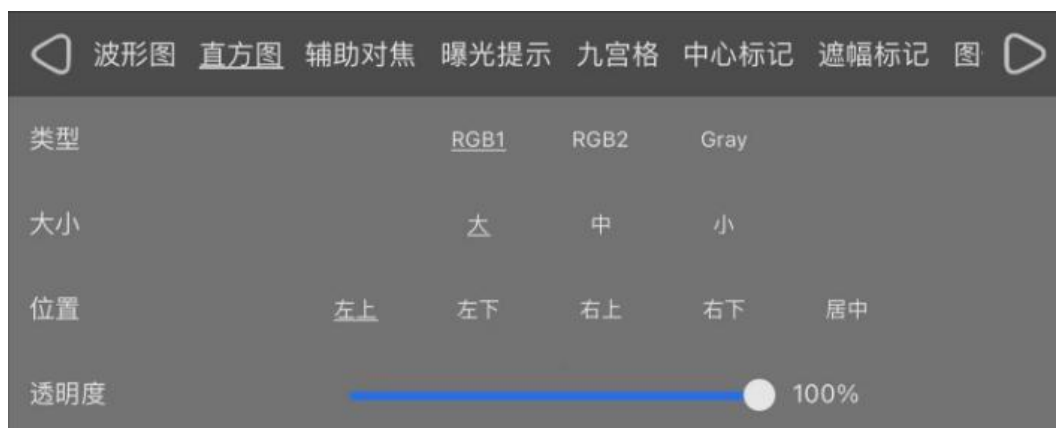 波形图 直方图 辅助对焦 曝光提示 九宫格 中心标记 遮幅标记 图
类型 RGB1 RGB2 Gray
大小 大 中 小
位置 左上 左下 右上 右下 居中
透明度 100%